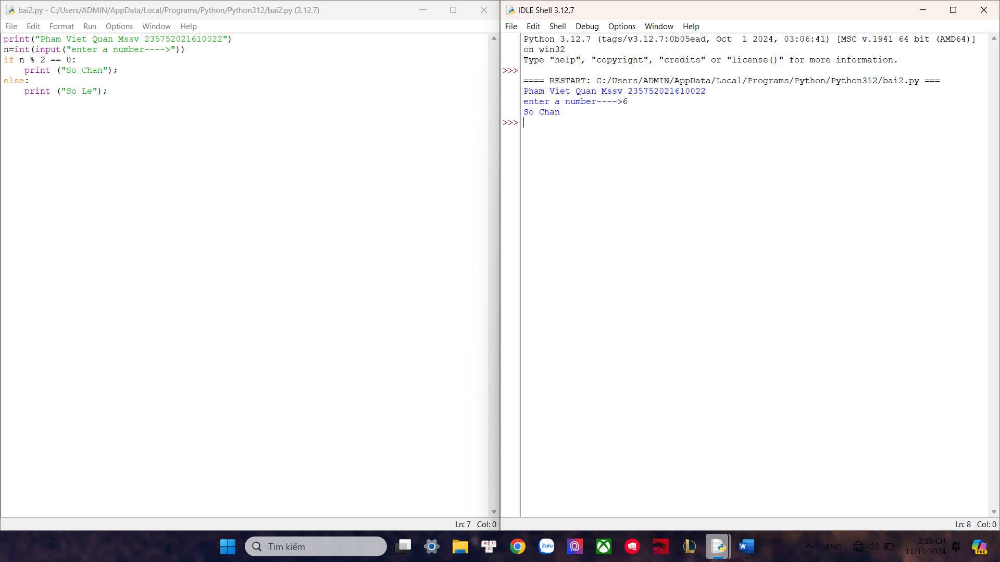 bai2.py - C:/Users/ADMIN/AppData/Local/Programs/Python/Python312/bai2.py (3.12.7)
File Edit Format Run Options Window Help
print("Pham Viet Quan Mssv 235752021610022")
n=int(input("enter a number---->"))
if n % 2 == 0:
    print ("So Chan");
else:
    print ("So Le");
Ln: 7 Col: 0
IDLE Shell 3.12.7
File Edit Shell Debug Options Window Help
Python 3.12.7 (tags/v3.12.7:0b05ead, Oct  1 2024, 03:06:41) [MSC v.1941 64 bit (AMD64)]
on win32
Type "help", "copyright", "credits" or "license()" for more information.
>>>
==== RESTART: C:/Users/ADMIN/AppData/Local/Programs/Python/Python312/bai2.py ===
Pham Viet Quan Mssv 235752021610022
enter a number---->6
So Chan
>>>
Ln: 8 Col: 0
Tìm kiếm
Zalo
W
ENG
2:10 CH
11/10/2024
PRE